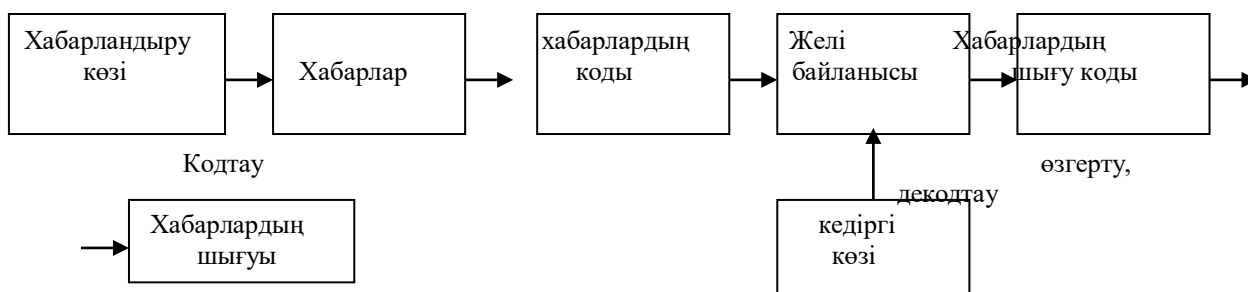 Хабарландыру
көзі
Хабарлар
хабарлардың
коды
Желі
байланысы
Хабарлардың
шығу коды
Кодтау
өзгерту,
декодтау
Хабарлардың
шығуы
кедіргі
көзі